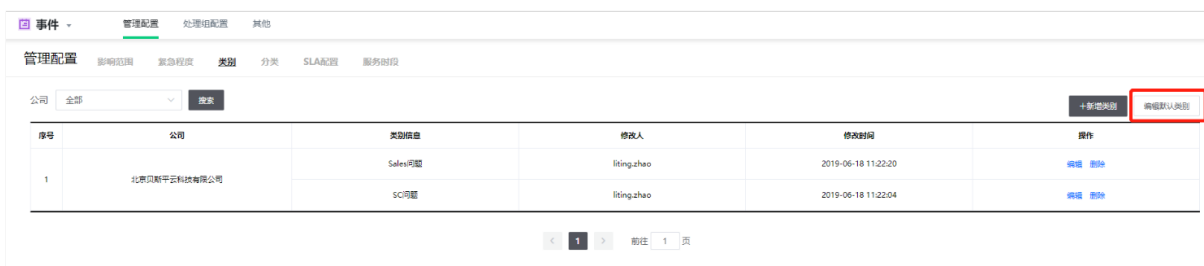 事件 管理配置 处理组配置 其他
管理配置 影响范围 紧急程度 类别 分类 SLA配置 服务时段
公司 全部 搜索 +新增类别 编辑默认类别
序号 公司 类别信息 修改人 修改时间 操作
Sales问题 liting.zhao 2019-06-18 11:22:20 编辑 删除
1 北京贝斯平云科技有限公司
SC问题 liting.zhao 2019-06-18 11:22:04 编辑 删除
< 1 > 前往 1 页